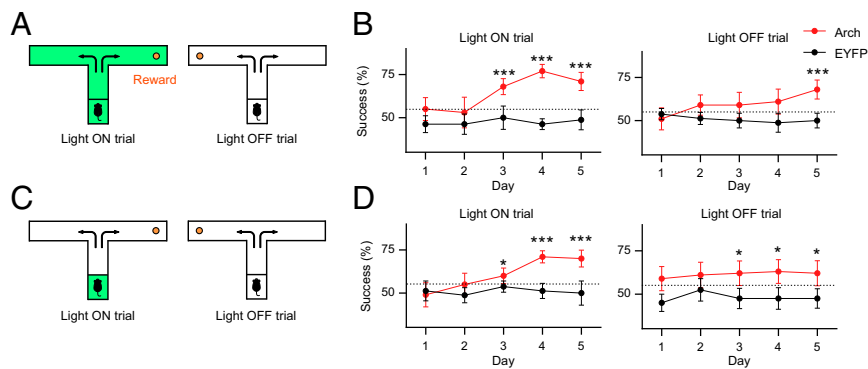 A
Reward
Light ON trial
Light OFF trial
B
Light ON trial
Light OFF trial
Arch
EYFP
Success (%)
75
50
***
***
***
1 2 3 4 5
Day
75
50
***
1 2 3 4 5
Day
C
Light ON trial
Light OFF trial
D
Light ON trial
Light OFF trial
Success (%)
75
50
*
***
***
1 2 3 4 5
Day
75
50
*
*
*
1 2 3 4 5
Day